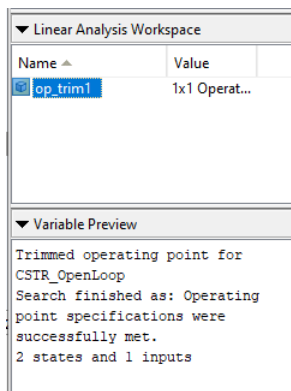 Linear Analysis Workspace
Name Value
op_trim1 1x1 Operat...
Variable Preview
Trimmed operating point for
CSTR_OpenLoop
Search finished as: Operating
point specifications were
successfully met.
2 states and 1 inputs